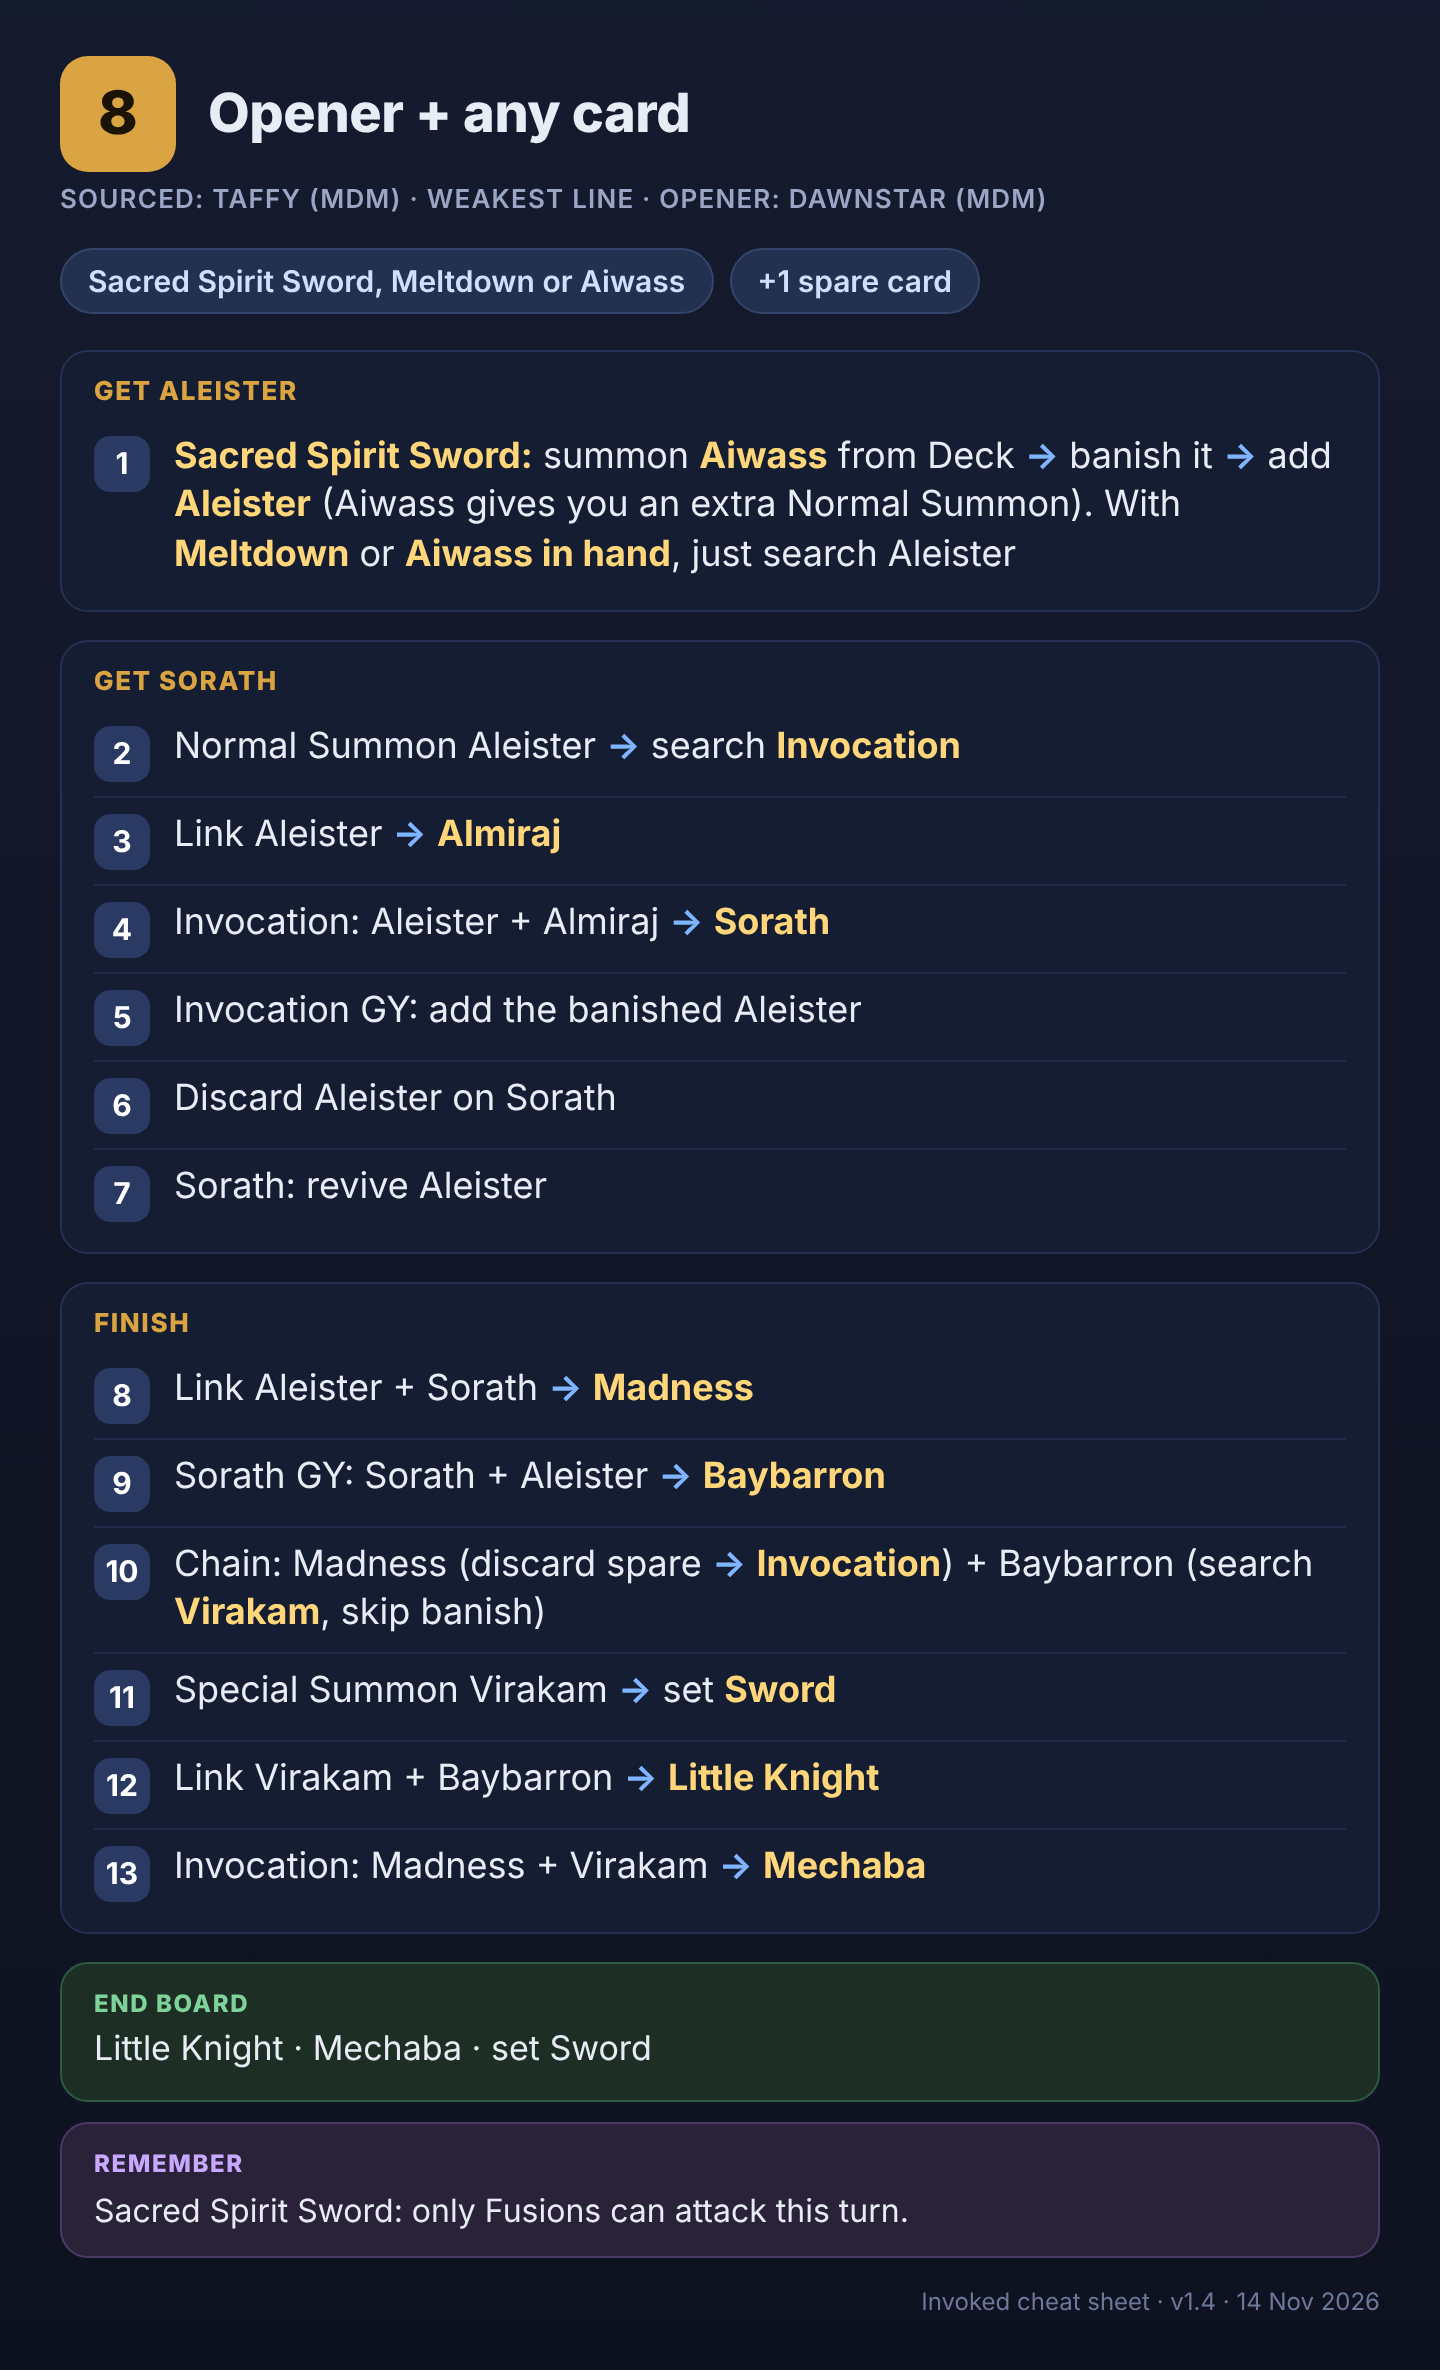 8
Opener + any card
SOURCED: TAFFY (MDM) · WEAKEST LINE · OPENER: DAWNSTAR (MDM)
Sacred Spirit Sword, Meltdown or Aiwass
+1 spare card
GET ALEISTER
1 Sacred Spirit Sword: summon Aiwass from Deck → banish it → add
Aleister (Aiwass gives you an extra Normal Summon). With
Meltdown or Aiwass in hand, just search Aleister
GET SORATH
2 Normal Summon Aleister → search Invocation
3 Link Aleister → Almiraj
4 Invocation: Aleister + Almiraj → Sorath
5 Invocation GY: add the banished Aleister
6 Discard Aleister on Sorath
7 Sorath: revive Aleister
FINISH
8 Link Aleister + Sorath → Madness
9 Sorath GY: Sorath + Aleister → Baybarron
10 Chain: Madness (discard spare → Invocation) + Baybarron (search
Virakam, skip banish)
11 Special Summon Virakam → set Sword
12 Link Virakam + Baybarron → Little Knight
13 Invocation: Madness + Virakam → Mechaba
END BOARD
Little Knight · Mechaba · set Sword
REMEMBER
Sacred Spirit Sword: only Fusions can attack this turn.
Invoked cheat sheet · v1.4 · 14 Nov 2026